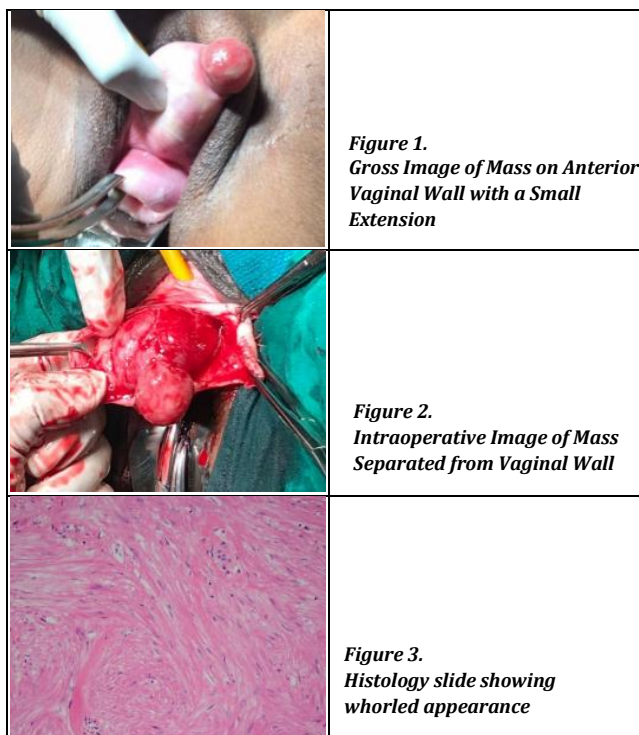 Figure 1.
Gross Image of Mass on Anterior
Vaginal Wall with a Small
Extension
Figure 2.
Intraoperative Image of Mass
Separated from Vaginal Wall
Figure 3.
Histology slide showing
whorled appearance